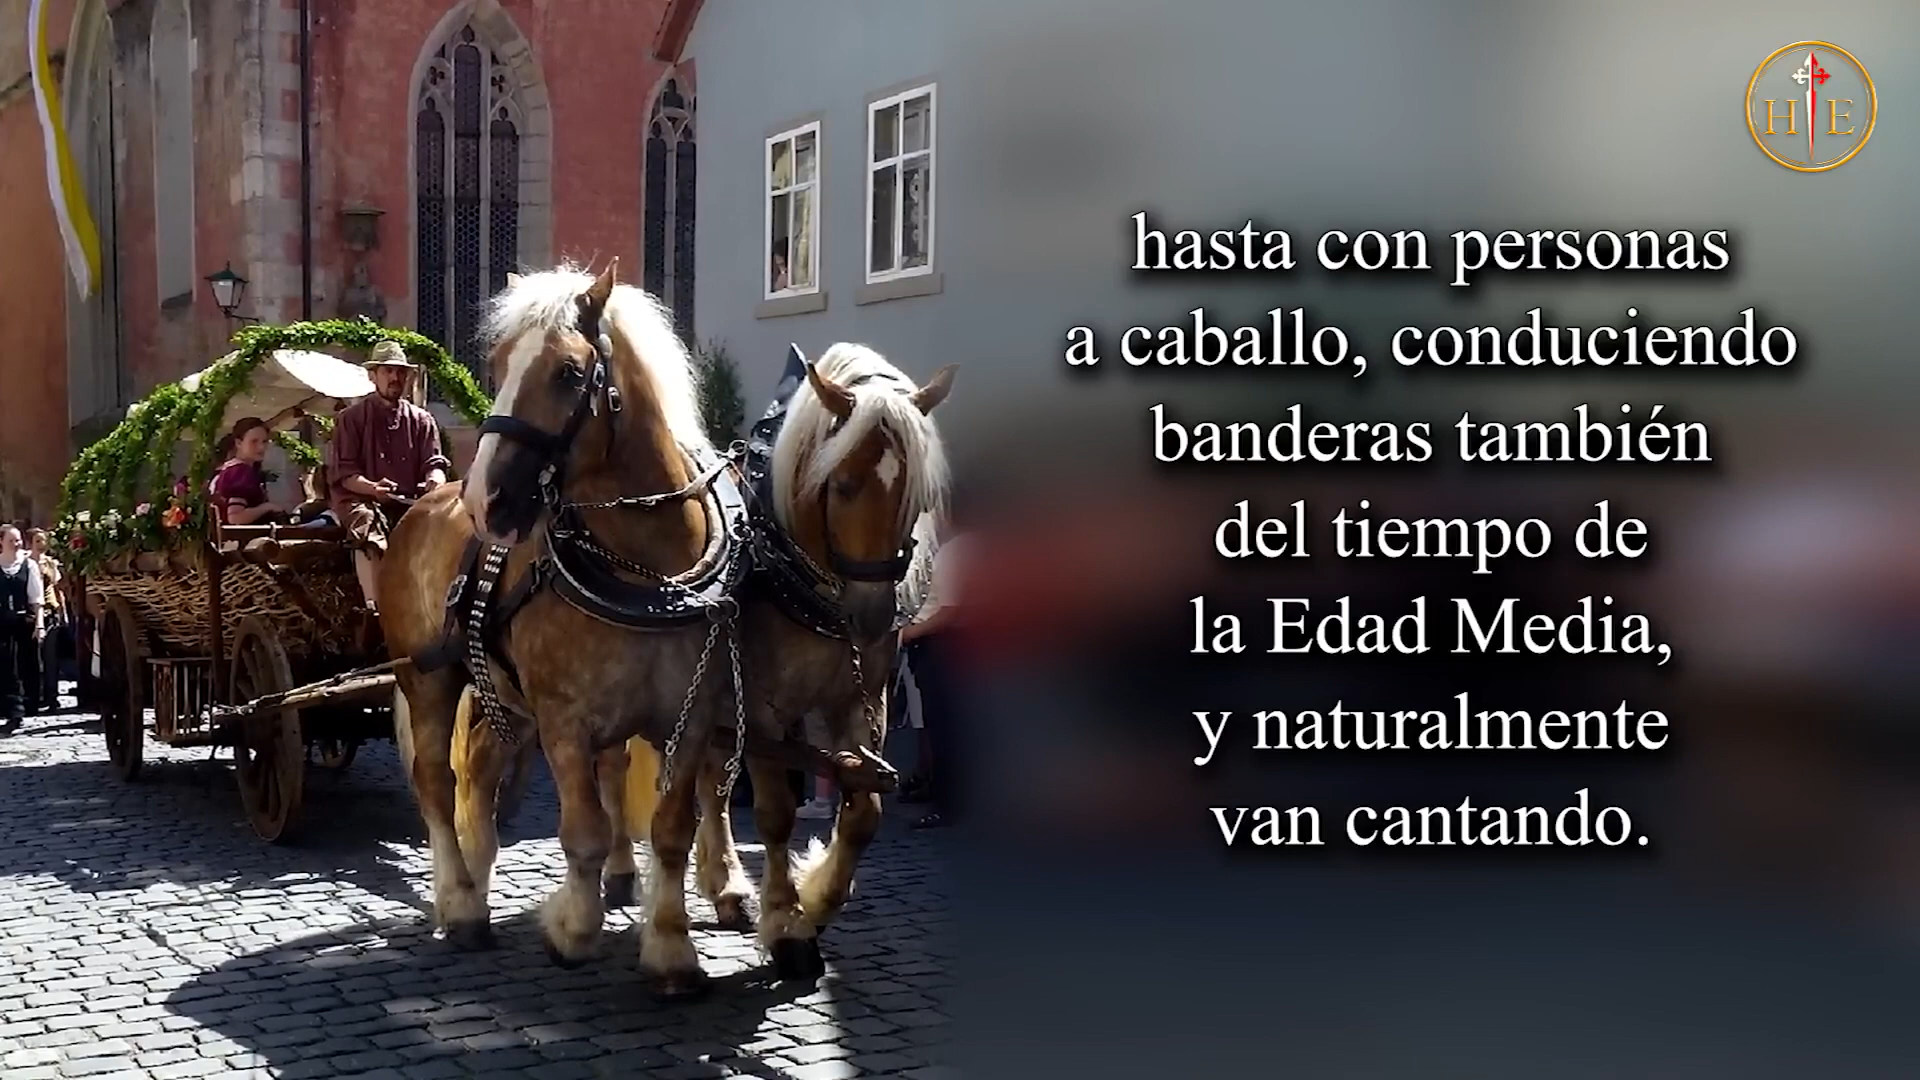 H E
hasta con personas
a caballo, conduciendo
banderas también
del tiempo de
la Edad Media,
y naturalmente
van cantando.